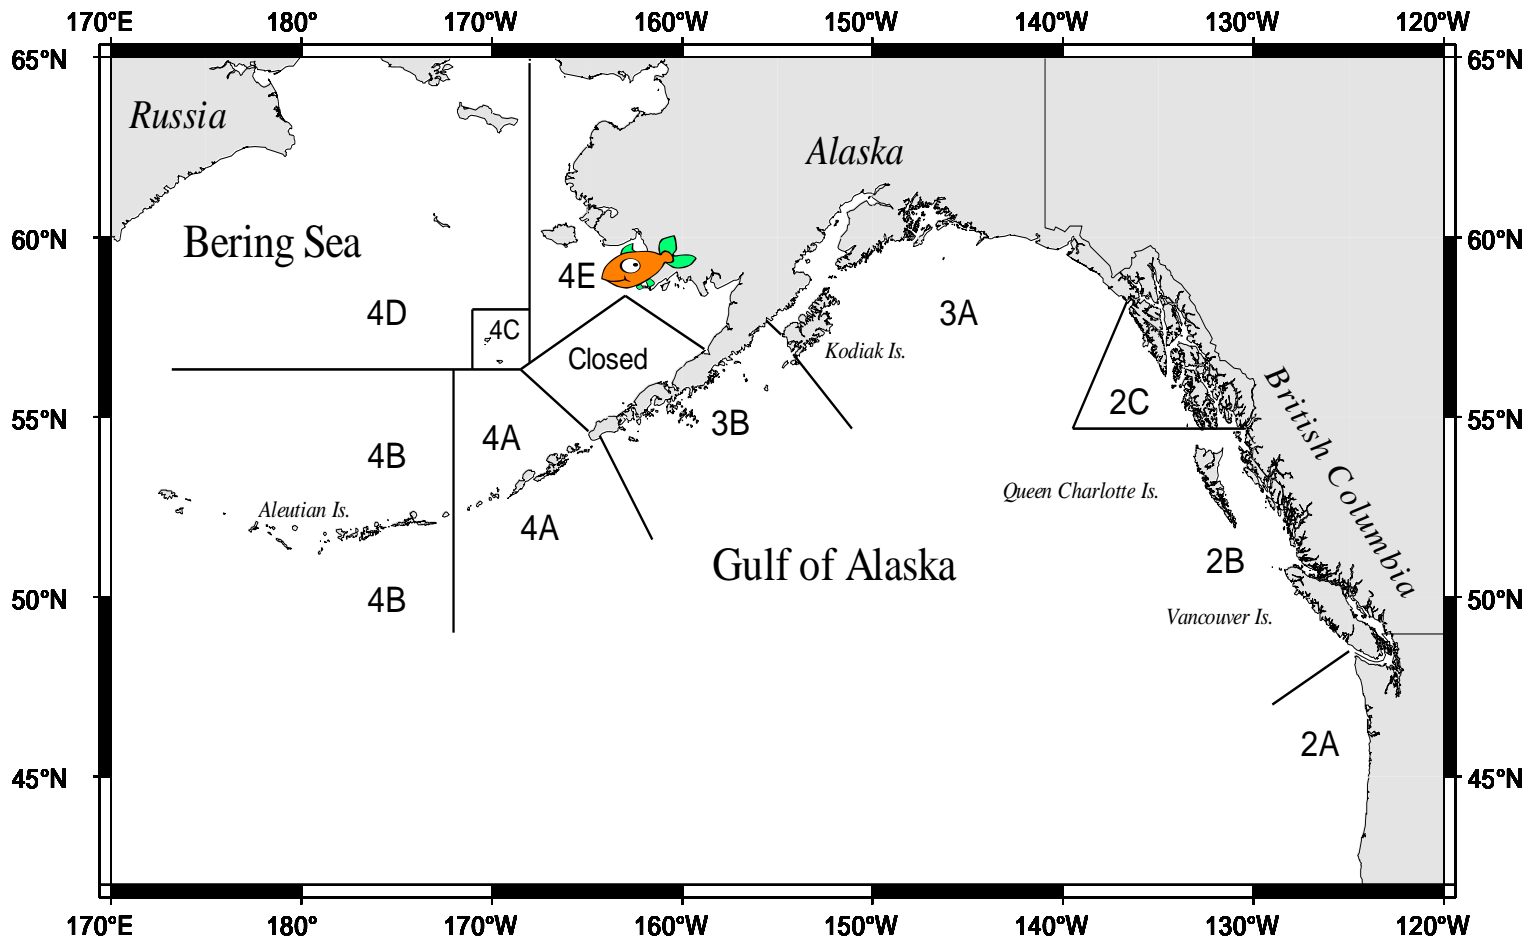 170°E 180° 170°W 160°W 150°W 140°W 130°W 120°W
65°N 65°N
Russia
Alaska
60°N 60°N
Bering Sea
4E
4D
4C
3A
Closed
Kodiak Is.
2C
55°N 55°N
3B
4A
4B
British Columbia
Queen Charlotte Is.
Aleutian Is.
4A
2B
Gulf of Alaska
50°N 50°N
4B
Vancouver Is.
2A
45°N 45°N
170°E 180° 170°W 160°W 150°W 140°W 130°W 120°W